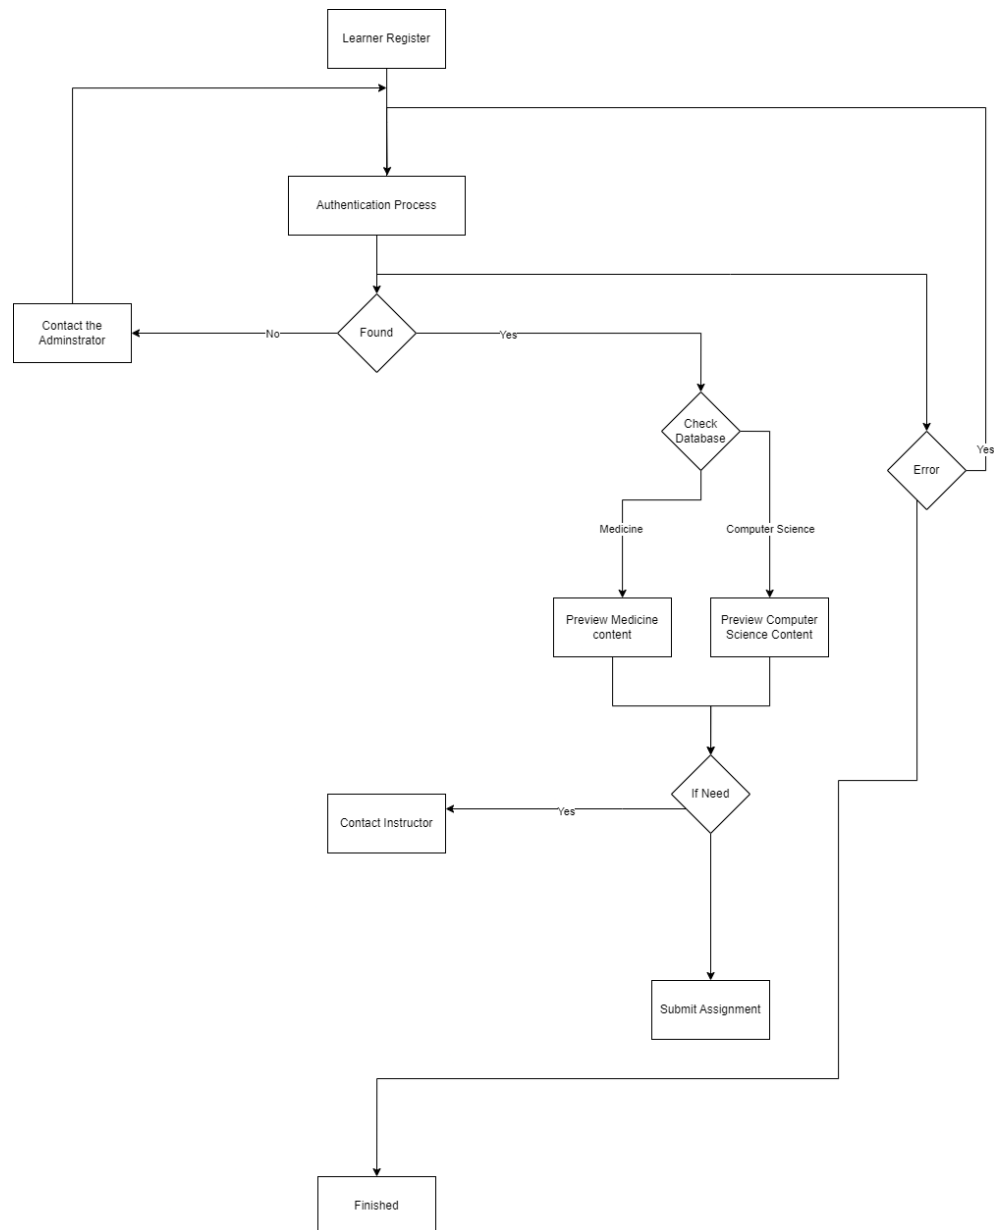 Learner Register
Authentication Process
Contact the
Adminstrator
No
Found
Yes
Check
Database
Error
Yes
Medicine
Computer Science
Preview Medicine
content
Preview Computer
Science Content
If Need
Yes
Contact Instructor
Submit Assignment
Finished